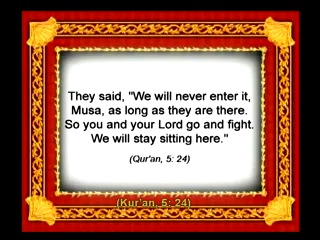 They said, "We will never enter it,
Musa, as long as they are there.
So you and your Lord go and fight.
We will stay sitting here."
(Qur'an, 5: 24)
(Kur'an, 5: 24)